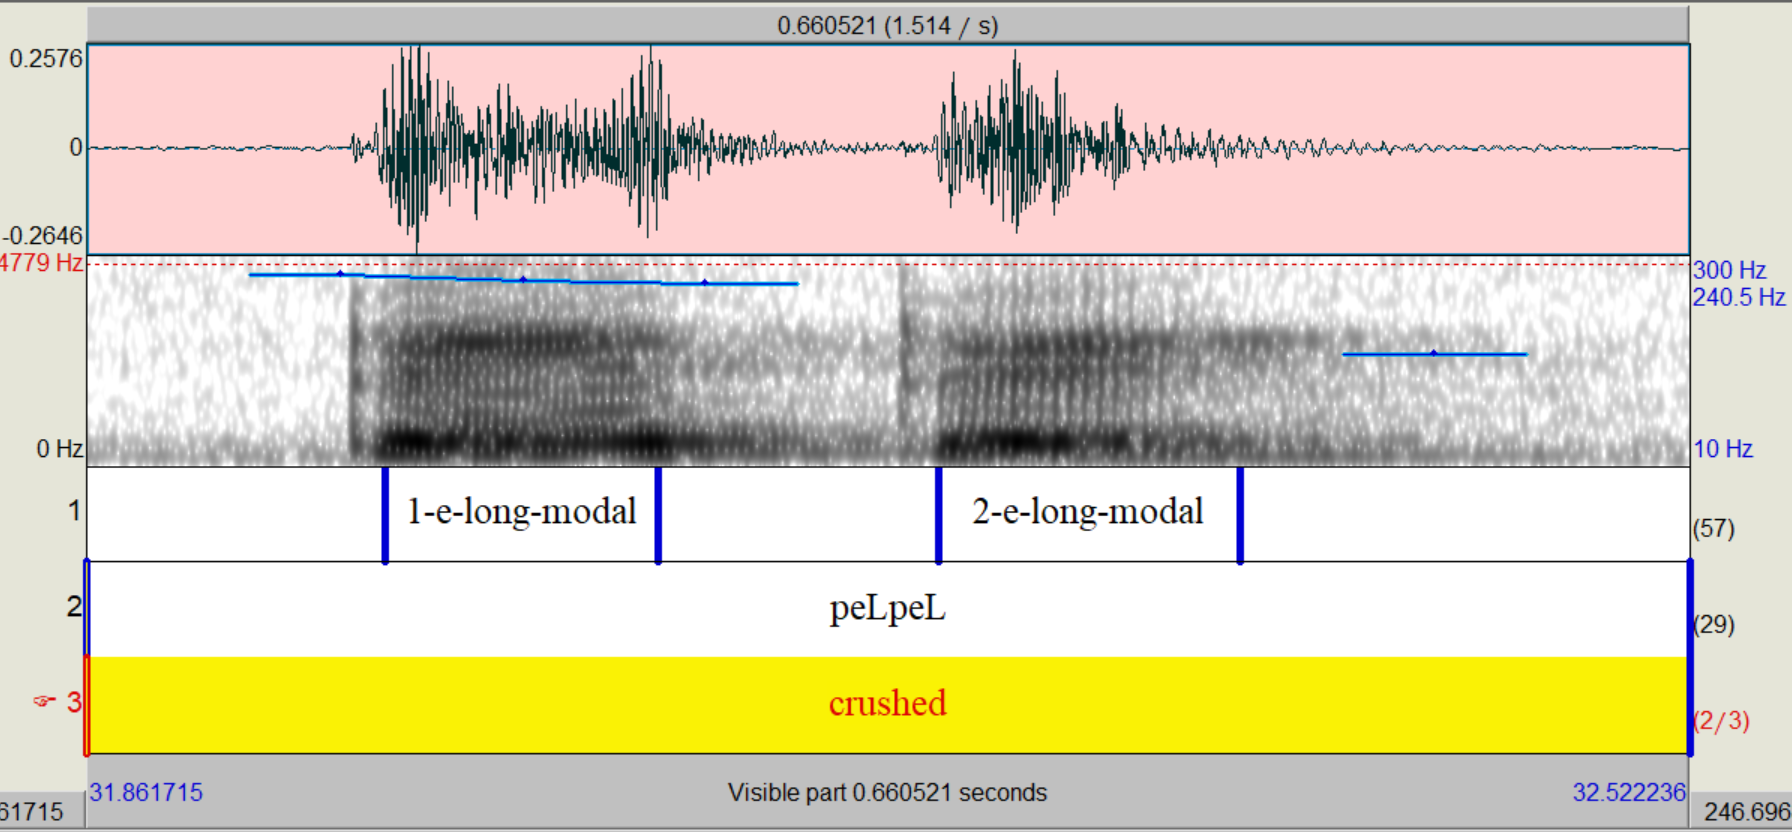 0.660521 (1.514 / s)
0.2576
0
-0.2646
4779 Hz
300 Hz
240.5 Hz
0 Hz
10 Hz
1
1-e-long-modal
2-e-long-modal
(57)
2
peLpeL
(29)
3
crushed
(2/3)
31.861715
Visible part 0.660521 seconds
32.522236
61715
246.696